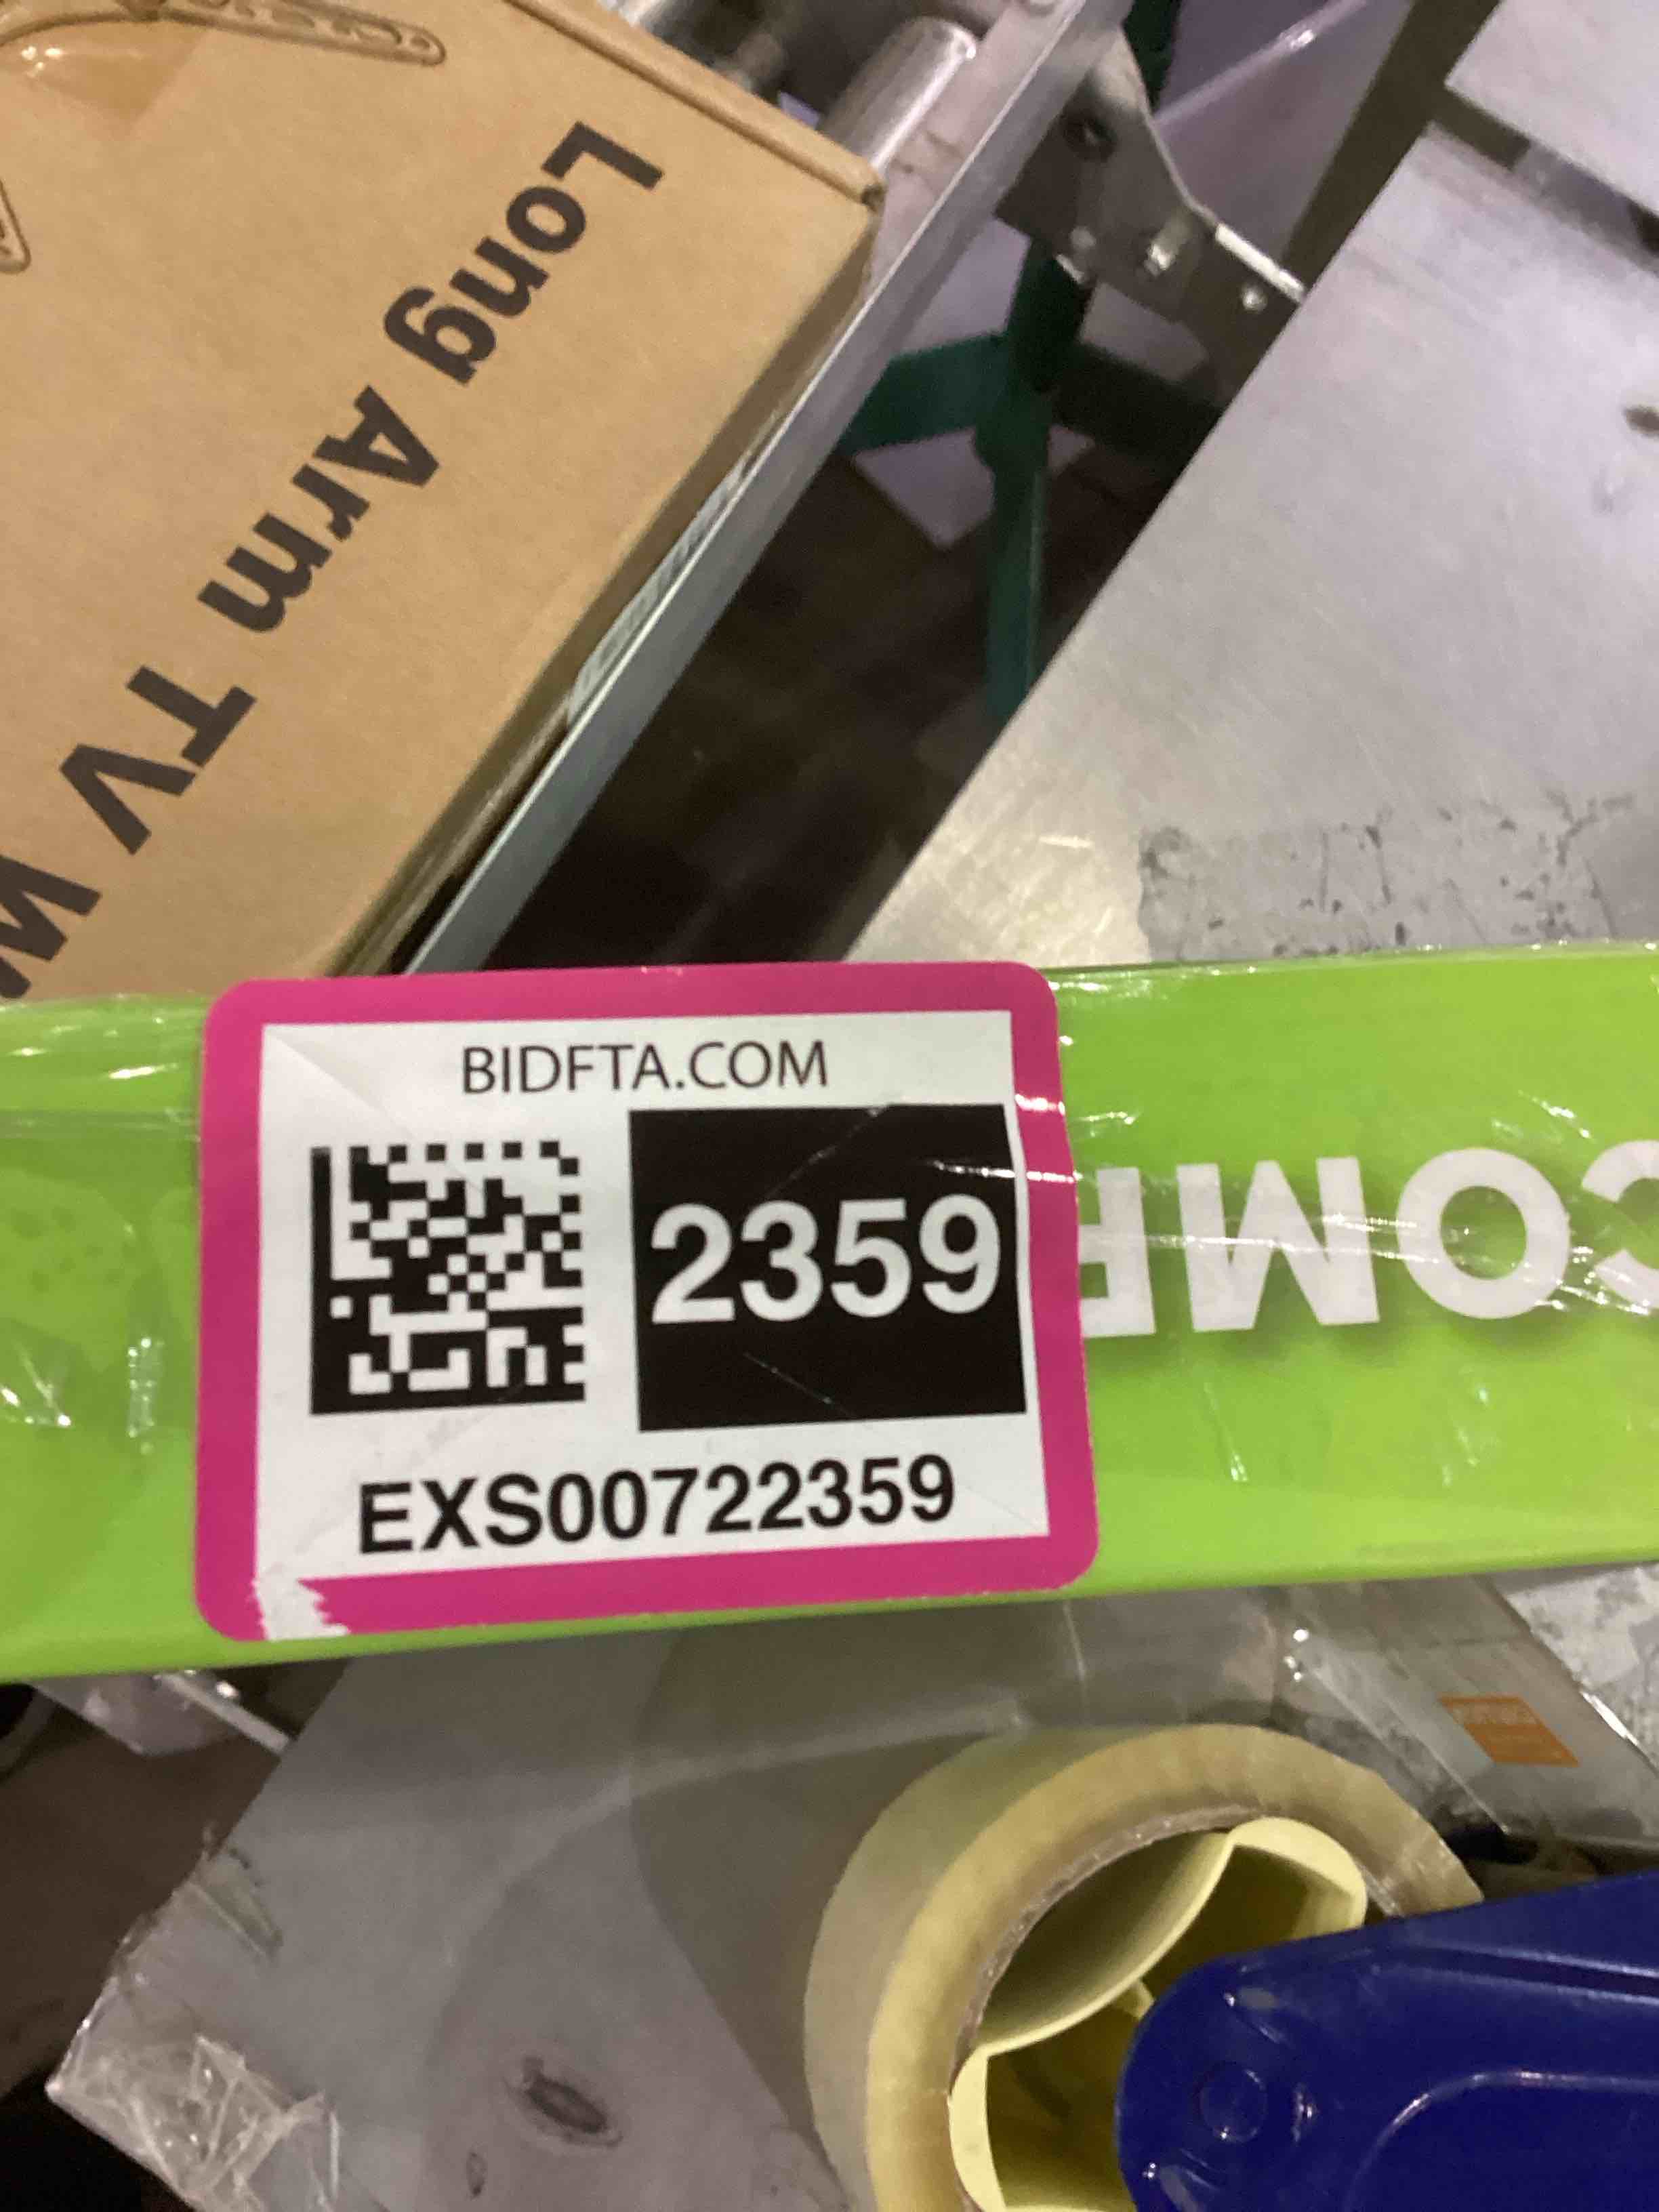 Long Arm TV W
BIDFTA.COM
2359
EXS00722359
COMF